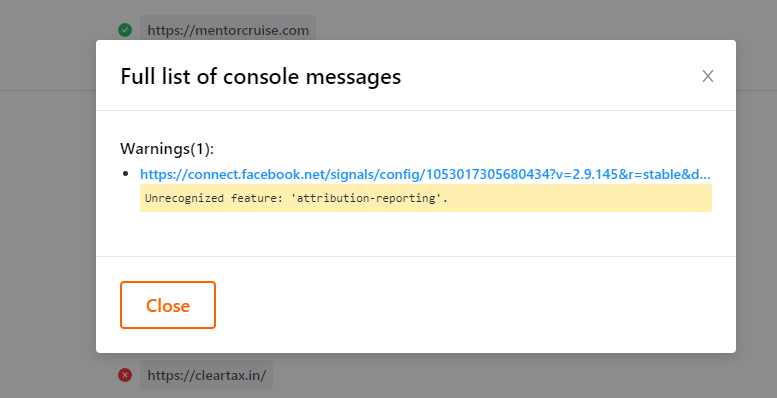 https://mentorcruise.com
Full list of console messages
Warnings(1):
https://connect.facebook.net/signals/config/1053017305680434?v=2.9.145&r=stable&d...
Unrecognized feature: 'attribution-reporting'.
Close
https://cleartax.in/